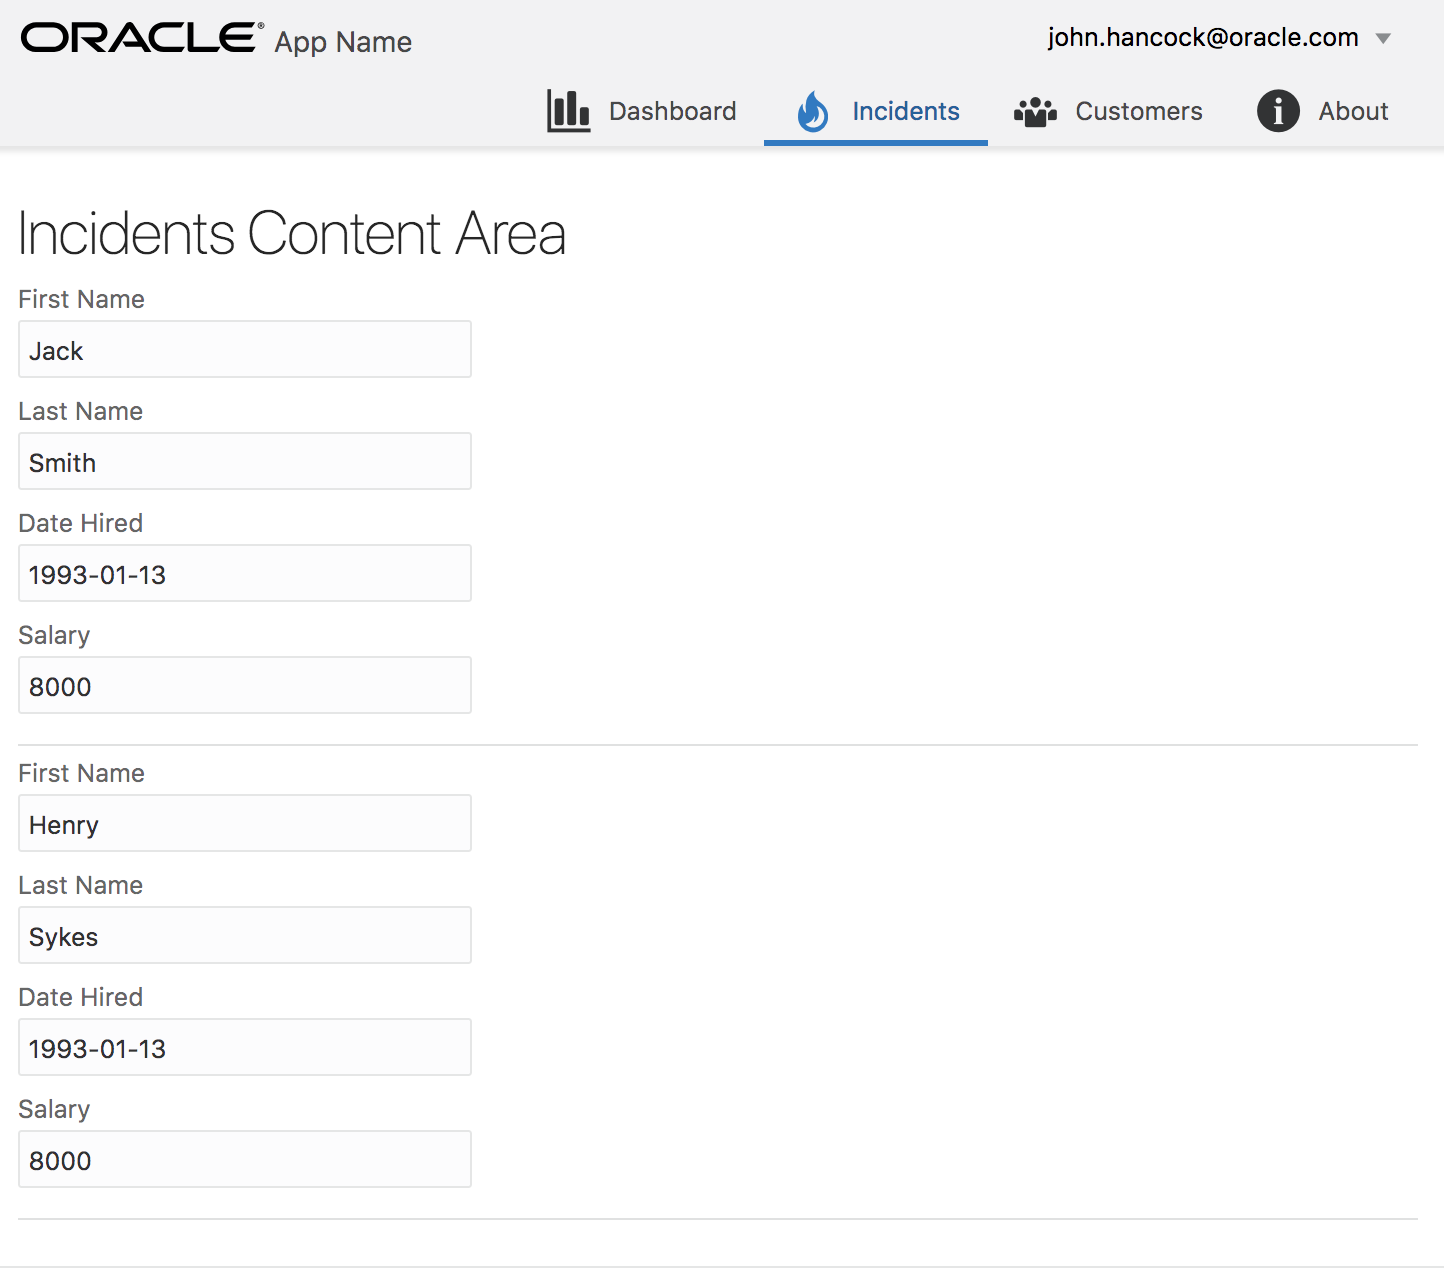 ORACLE® App Name
john.hancock@oracle.com
Dashboard Incidents Customers About
Incidents Content Area
First Name
Jack
Last Name
Smith
Date Hired
1993-01-13
Salary
8000
First Name
Henry
Last Name
Sykes
Date Hired
1993-01-13
Salary
8000